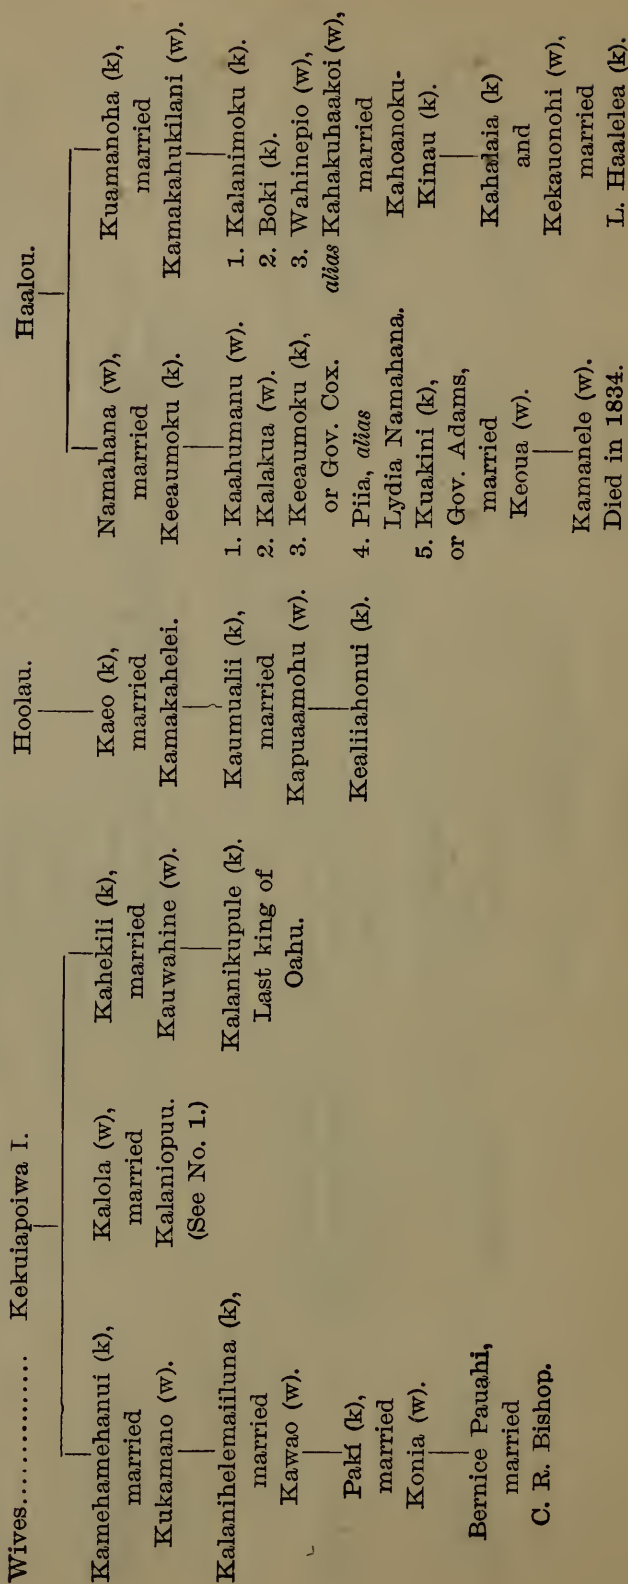 Wives............... Kekuiapoiwa I.
Kamehamehanui (k),
married
Kukamano (w).
Kalanihelemaiiluna (k),
married
Kawao (w).
Paki (k),
married
Konia (w).
Bernice Pauahi,
married
C. R. Bishop.
Kalola (w),
married
Kalaniopuu.
(See No. 1.)
Kahekili (k),
married
Kauwahine (w).
Kalanikupule (k).
Last king of
Oahu.
Hoolau.
Kaeo (k),
married
Kamakahelei.
Kaumualii (k),
married
Kapuaamohu (w).
Kealiiahonui (k).
Haalou.
Namahana (w),
married
Keeaumoku (k).
1. Kaahumanu (w).
2. Kalakua (w).
3. Keeaumoku (k),
or Gov. Cox.
4. Piia, alias
Lydia Namahana.
5. Kuakini (k),
or Gov. Adams,
married
Keoua (w).
Kamanele (w).
Died in 1834.
Kuamanoha (k),
married
Kamakahukilani (w).
1. Kalanimoku (k).
2. Boki (k).
3. Wahinepio (w),
alias Kahakuhaakoi (w),
married
Kahoanoku-
Kinau (k).
Kahalaia (k)
and
Kekauonohi (w),
married
L. Haalelea (k).